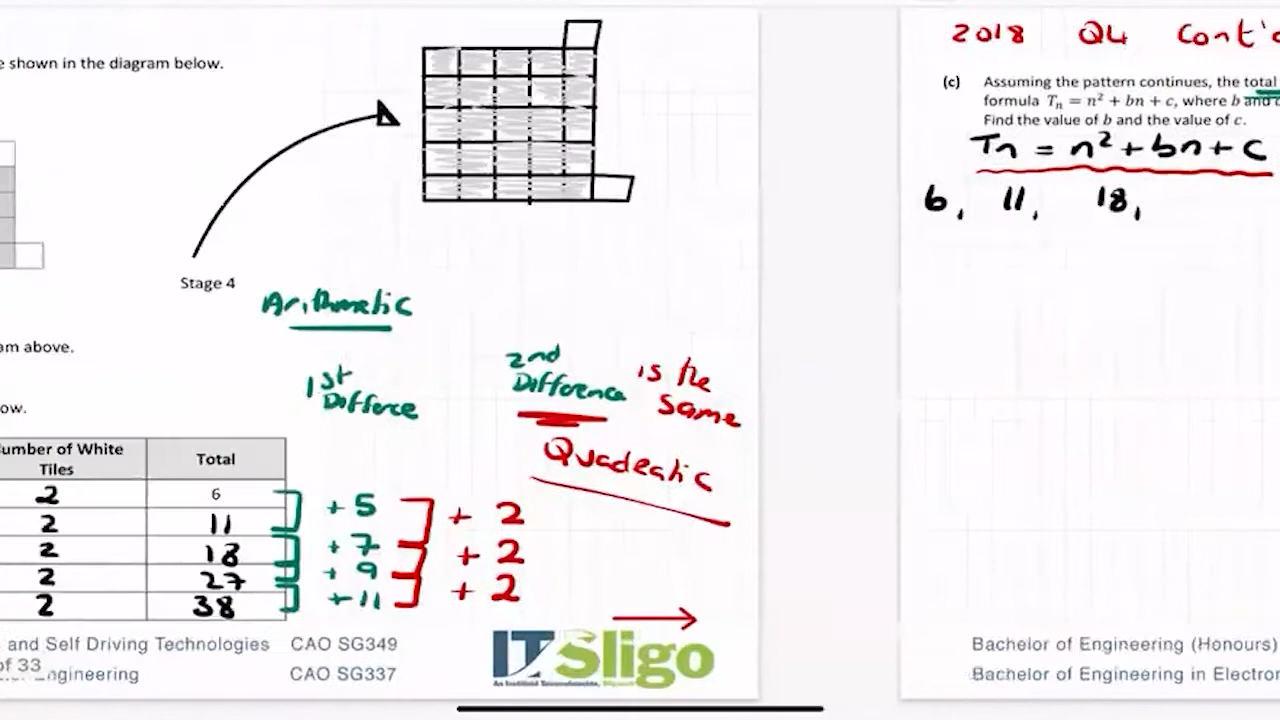 e shown in the diagram below.
Stage 4
Arithmetic
am above.
1st
Differce
2nd
Difference
is the
same
Quadratic
ow.
umber of White
Tiles
Total
2 6
2 11
2 18
2 27
2 38
+5
+7
+9
+11
+ 2
+ 2
+ 2
and Self Driving Technologies CAO SG349
of 33
ngineering CAO SG337
IT Sligo
2018 Q4 Cont'd
(c) Assuming the pattern continues, the total
formula Tn = n² + bn + c, where b and c
Find the value of b and the value of c.
Tn = n² + bn + c
6, 11, 18,
Bachelor of Engineering (Honours)
Bachelor of Engineering in Electron